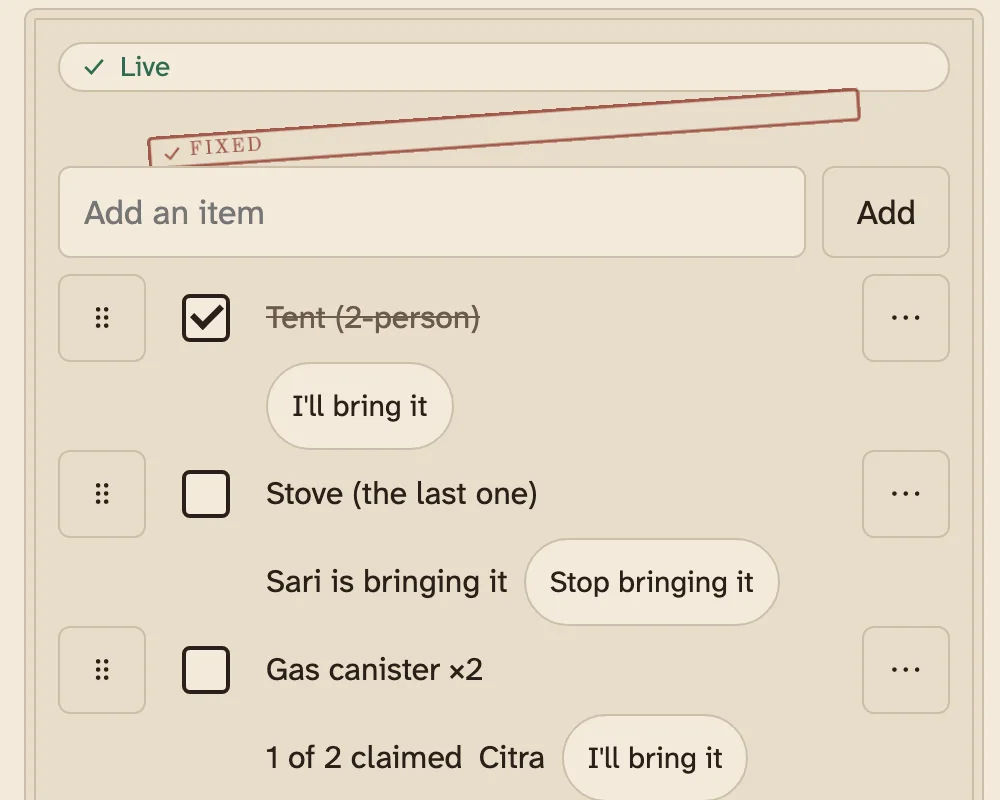 Live
FIXED
Add an item
Add
Tent (2-person)
I'll bring it
Stove (the last one)
Sari is bringing it Stop bringing it
Gas canister ×2
1 of 2 claimed Citra I'll bring it